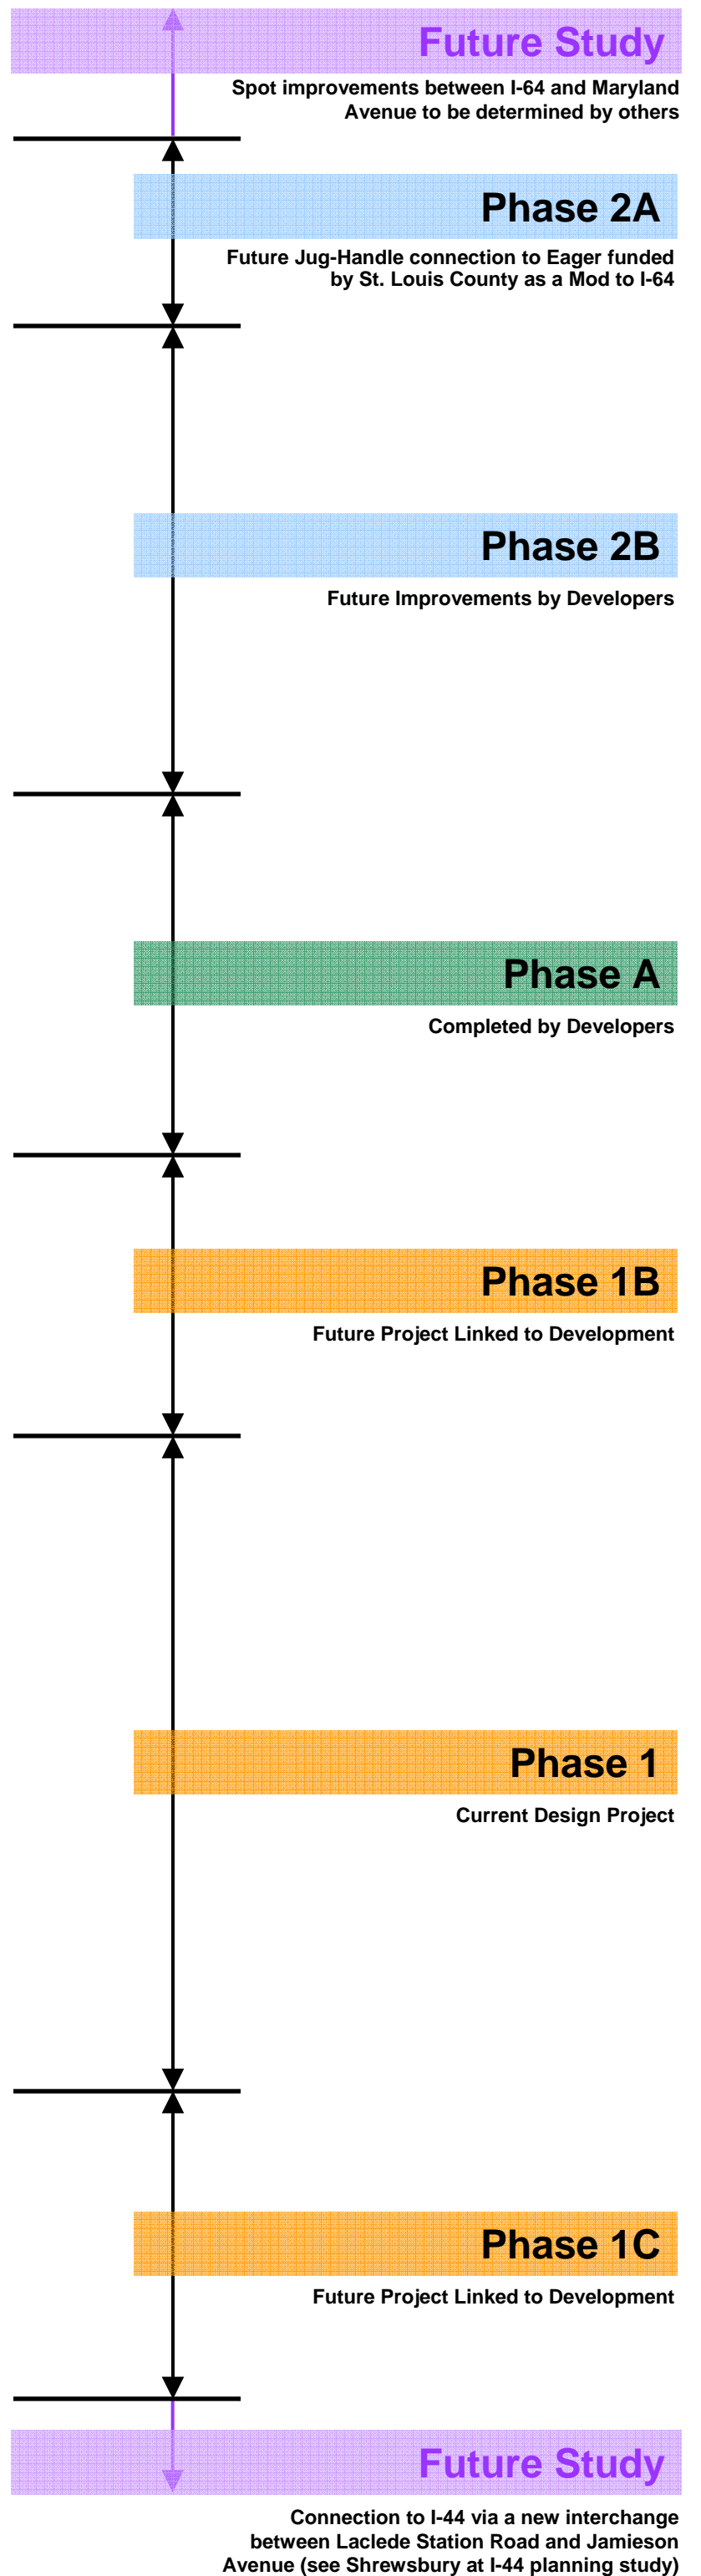 Future Study
Spot improvements between I-64 and Maryland
Avenue to be determined by others
Phase 2A
Future Jug-Handle connection to Eager funded
by St. Louis County as a Mod to I-64
Phase 2B
Future Improvements by Developers
Phase A
Completed by Developers
Phase 1B
Future Project Linked to Development
Phase 1
Current Design Project
Phase 1C
Future Project Linked to Development
Future Study
Connection to I-44 via a new interchange
between Laclede Station Road and Jamieson
Avenue (see Shrewsbury at I-44 planning study)